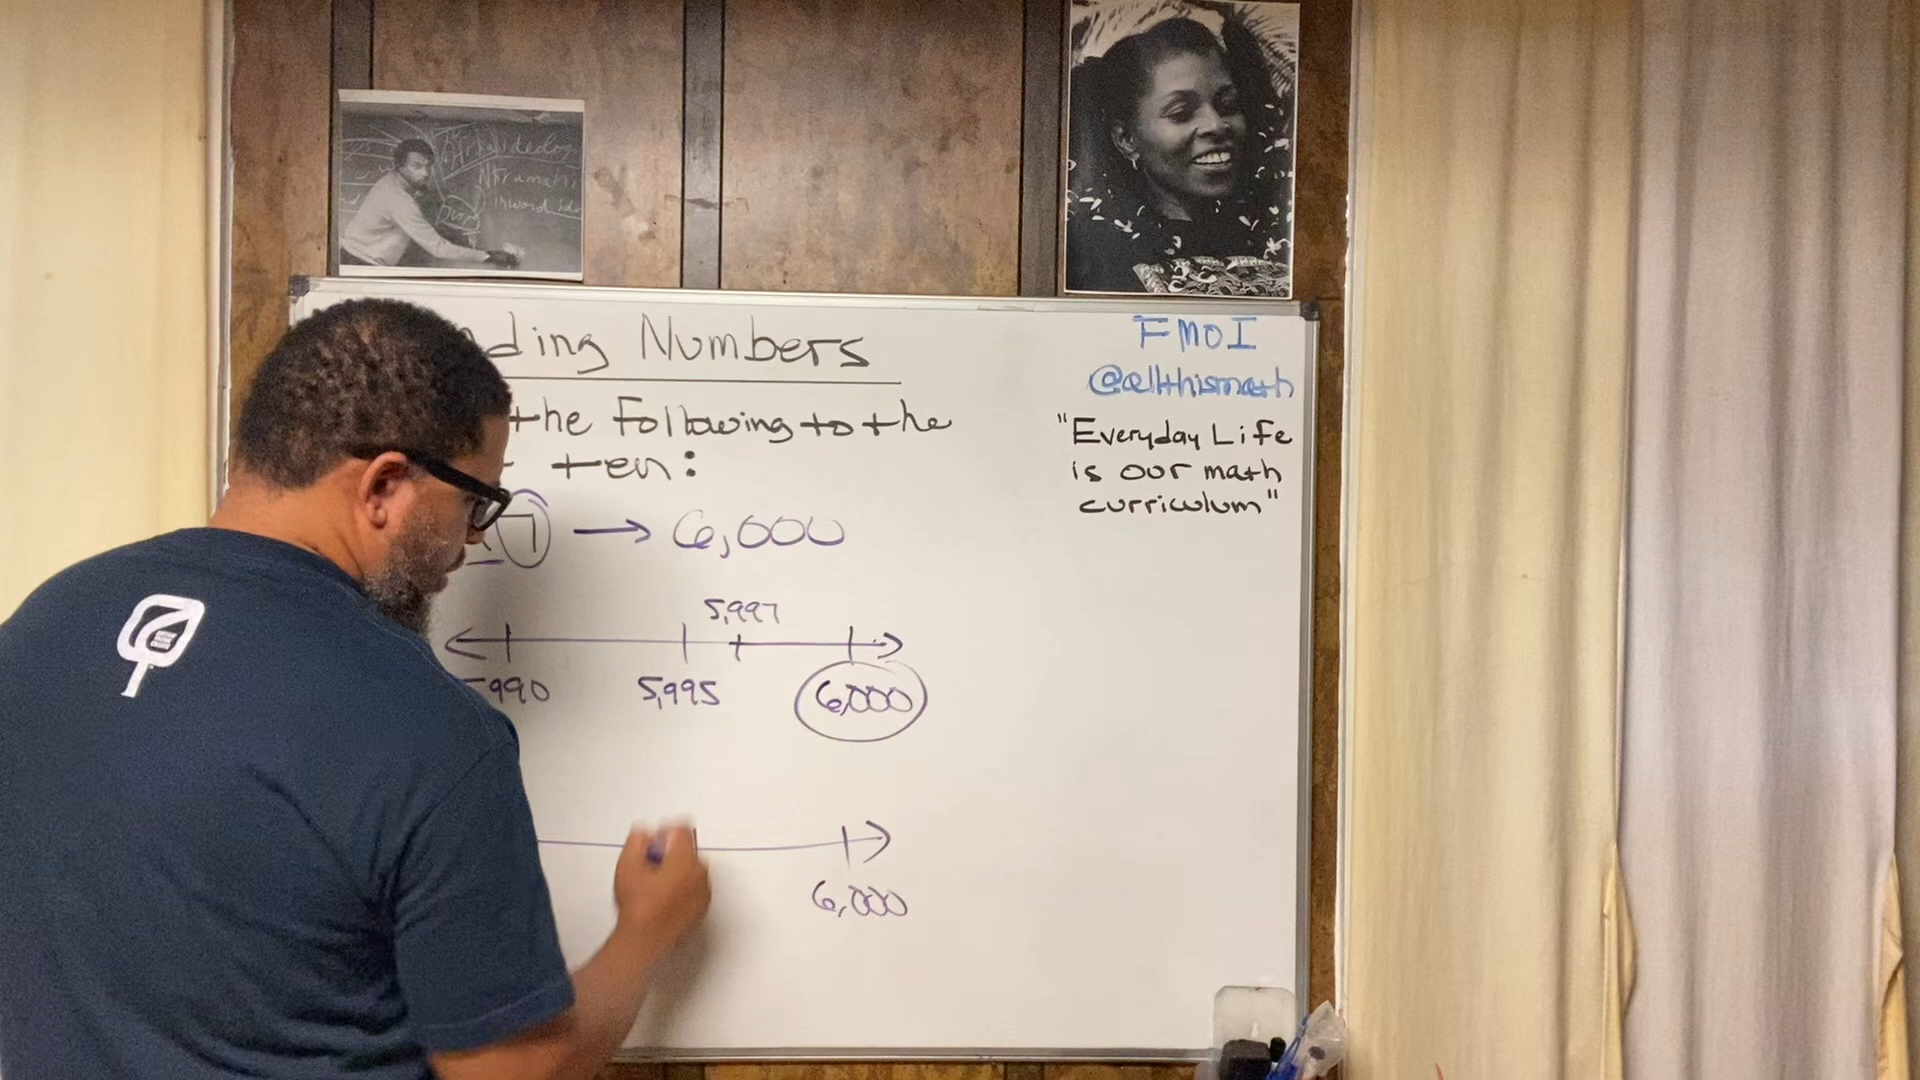 ding Numbers
the Following to the
ten:
7 → 6,000
5,997
990 5,995 6,000
6,000
FMOI
@allthismath
"Everyday Life
is our math
curriculum"